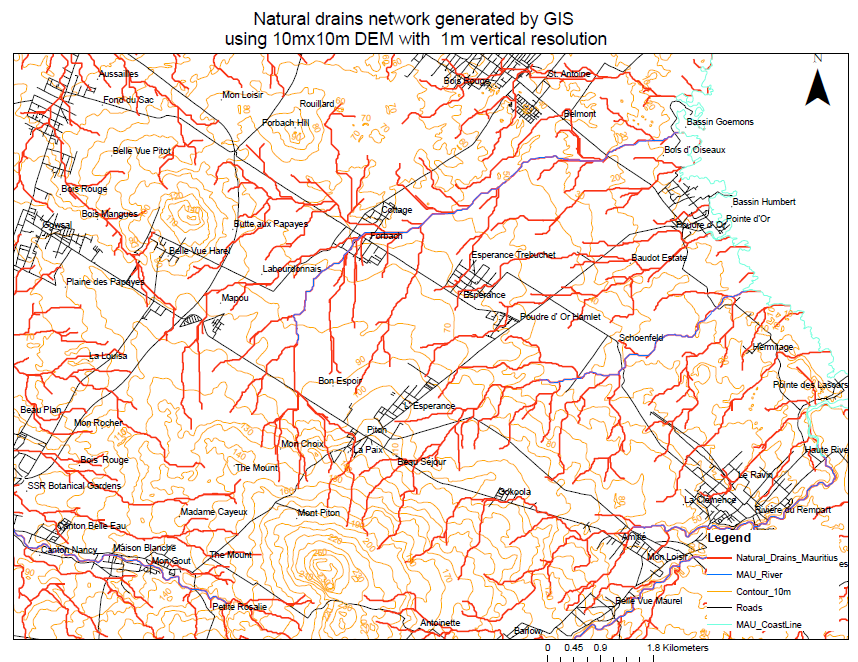 Natural drains network generated by GIS
using 10mx10m DEM with 1m vertical resolution
N
Aussailles
Bois Rouge
St. Antoine
Fond du Sac
Mon Loisir
Rouillard
Forbach Hill
Belmont
Bassin Goemons
Belle Vue Pitot
Bois d' Oiseaux
Bois Rouge
Bassin Humbert
Bois Mangues
Cottage
Pointe d'Or
Gows
Butte aux Papayes
Poudre d' Or
Forbach
Belle Vue Harel
Esperance Trebuchet
Baudot Estate
Labourdonnais
Plaine des Papayes
Mapou
Esperance
Poudre d' Or Hamlet
Schoenfeld
Hermitage
La Louisa
Bon Espoir
Pointe des Lascars
Beau Plan
L'Esperance
Mon Rocher
Piton
Mon Choix
La Paix
Haute Rive
Bois Rouge
Beau Sejour
The Mount
Le Ravin
SSR Botanical Gardens
Gokoola
La Clemence
Madame Cayeux
Mont Piton
Riviere du Rempart
Canton Belle Eau
Amitie
Legend
Canton Nancy
Maison Blanche
The Mount
Mon Loisir
Natural_Drains_Mauritius
Mon Gout
es
MAU_River
Contour_10m
Petite Rosalie
Belle Vue Maurel
Roads
Antoinette
Barlow
MAU_CoastLine
0 0.45 0.9 1.8 Kilometers